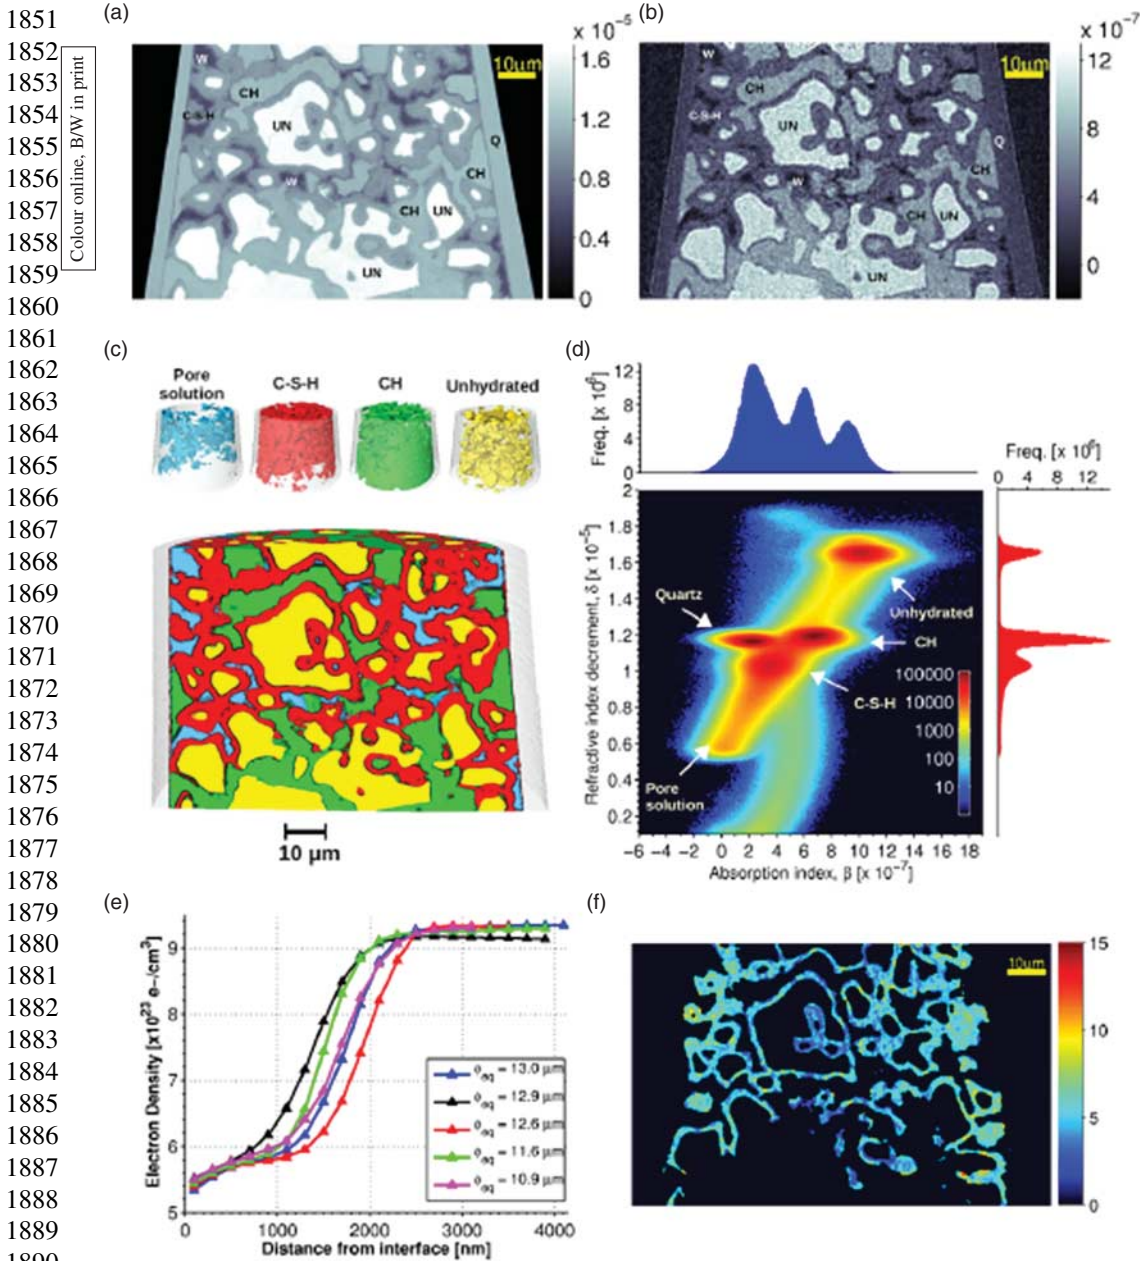 1851
1852
1853
1854
1855
1856
1857
1858
1859
1860
1861
1862
1863
1864
1865
1866
1867
1868
1869
1870
1871
1872
1873
1874
1875
1876
1877
1878
1879
1880
1881
1882
1883
1884
1885
1886
1887
1888
1889
1890
Colour online, B/W in print
(a)
x 10⁻⁵
1.6
1.2
0.8
0.4
0
10μm
W
CH
C-S-H
UN
Q
CH
W
CH
UN
UN
(b)
x 10⁻⁷
12
8
4
0
10μm
W
CH
C-S-H
UN
Q
CH
W
CH
UN
UN
(c)
Pore
solution
C-S-H
CH
Unhydrated
10 μm
(d)
Freq. [x 10⁶]
12
8
4
0
Freq. [x 10⁶]
0 4 12
Refractive index decrement, δ [x 10⁻⁵]
2
1.8
1.6
1.4
1.2
1
0.8
0.6
0.4
0.2
Quartz
Unhydrated
CH
C-S-H
Pore
solution
100000
10000
1000
100
10
-6 -4 -2 0 2 4 6 8 10 12 14 16 18
Absorption index, β [x 10⁻⁷]
(e)
Electron Density [x10²³ e-/cm³]
9
8
7
6
5
ϕeq = 13.0 μm
ϕeq = 12.9 μm
ϕeq = 12.6 μm
ϕeq = 11.6 μm
ϕeq = 10.9 μm
0 1000 2000 3000 4000
Distance from interface [nm]
(f)
10μm
15
10
5
0